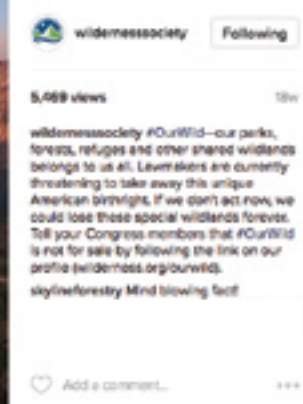 wildernesssociety Following
5,469 views 18w
wildernesssociety #OurWild—our parks,
forests, refuges and other shared wildlands
belongs to us all. Lawmakers are currently
threatening to take away this unique
American birthright. If we don't act now, we
could lose these special wildlands forever.
Tell your Congress members that #OurWild
is not for sale by following the link on our
profile (wilderness.org/ourwild).
skylineforestry Mind blowing fact!
Add a comment...